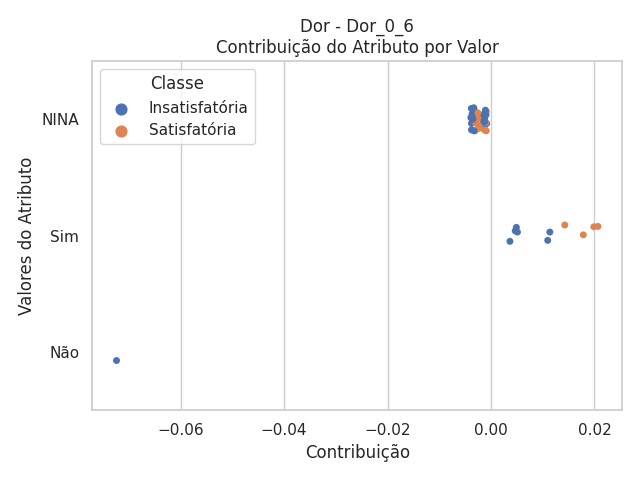 Dor - Dor_0_6
Contribuição do Atributo por Valor
Classe
Insatisfatória
Satisfatória
Valores do Atributo
NINA
Sim
Não
−0.06
−0.04
−0.02
0.00
0.02
Contribuição